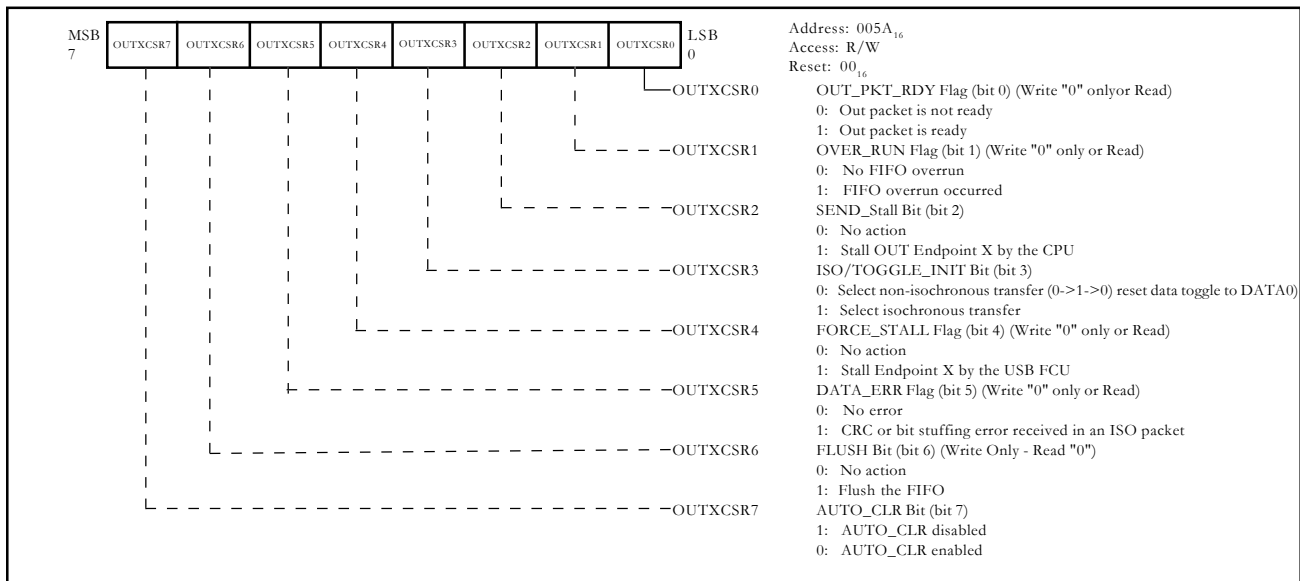 MSB
7
OUTXCSR7 OUTXCSR6 OUTXCSR5 OUTXCSR4 OUTXCSR3 OUTXCSR2 OUTXCSR1 OUTXCSR0
LSB
0
Address: 005A₁₆
Access: R/W
Reset: 00₁₆
OUTXCSR0 OUT_PKT_RDY Flag (bit 0) (Write "0" onlyor Read)
0: Out packet is not ready
1: Out packet is ready
OUTXCSR1 OVER_RUN Flag (bit 1) (Write "0" only or Read)
0: No FIFO overrun
1: FIFO overrun occurred
OUTXCSR2 SEND_Stall Bit (bit 2)
0: No action
1: Stall OUT Endpoint X by the CPU
OUTXCSR3 ISO/TOGGLE_INIT Bit (bit 3)
0: Select non-isochronous transfer (0->1->0) reset data toggle to DATA0)
1: Select isochronous transfer
OUTXCSR4 FORCE_STALL Flag (bit 4) (Write "0" only or Read)
0: No action
1: Stall Endpoint X by the USB FCU
OUTXCSR5 DATA_ERR Flag (bit 5) (Write "0" only or Read)
0: No error
1: CRC or bit stuffing error received in an ISO packet
OUTXCSR6 FLUSH Bit (bit 6) (Write Only - Read "0")
0: No action
1: Flush the FIFO
OUTXCSR7 AUTO_CLR Bit (bit 7)
1: AUTO_CLR disabled
0: AUTO_CLR enabled